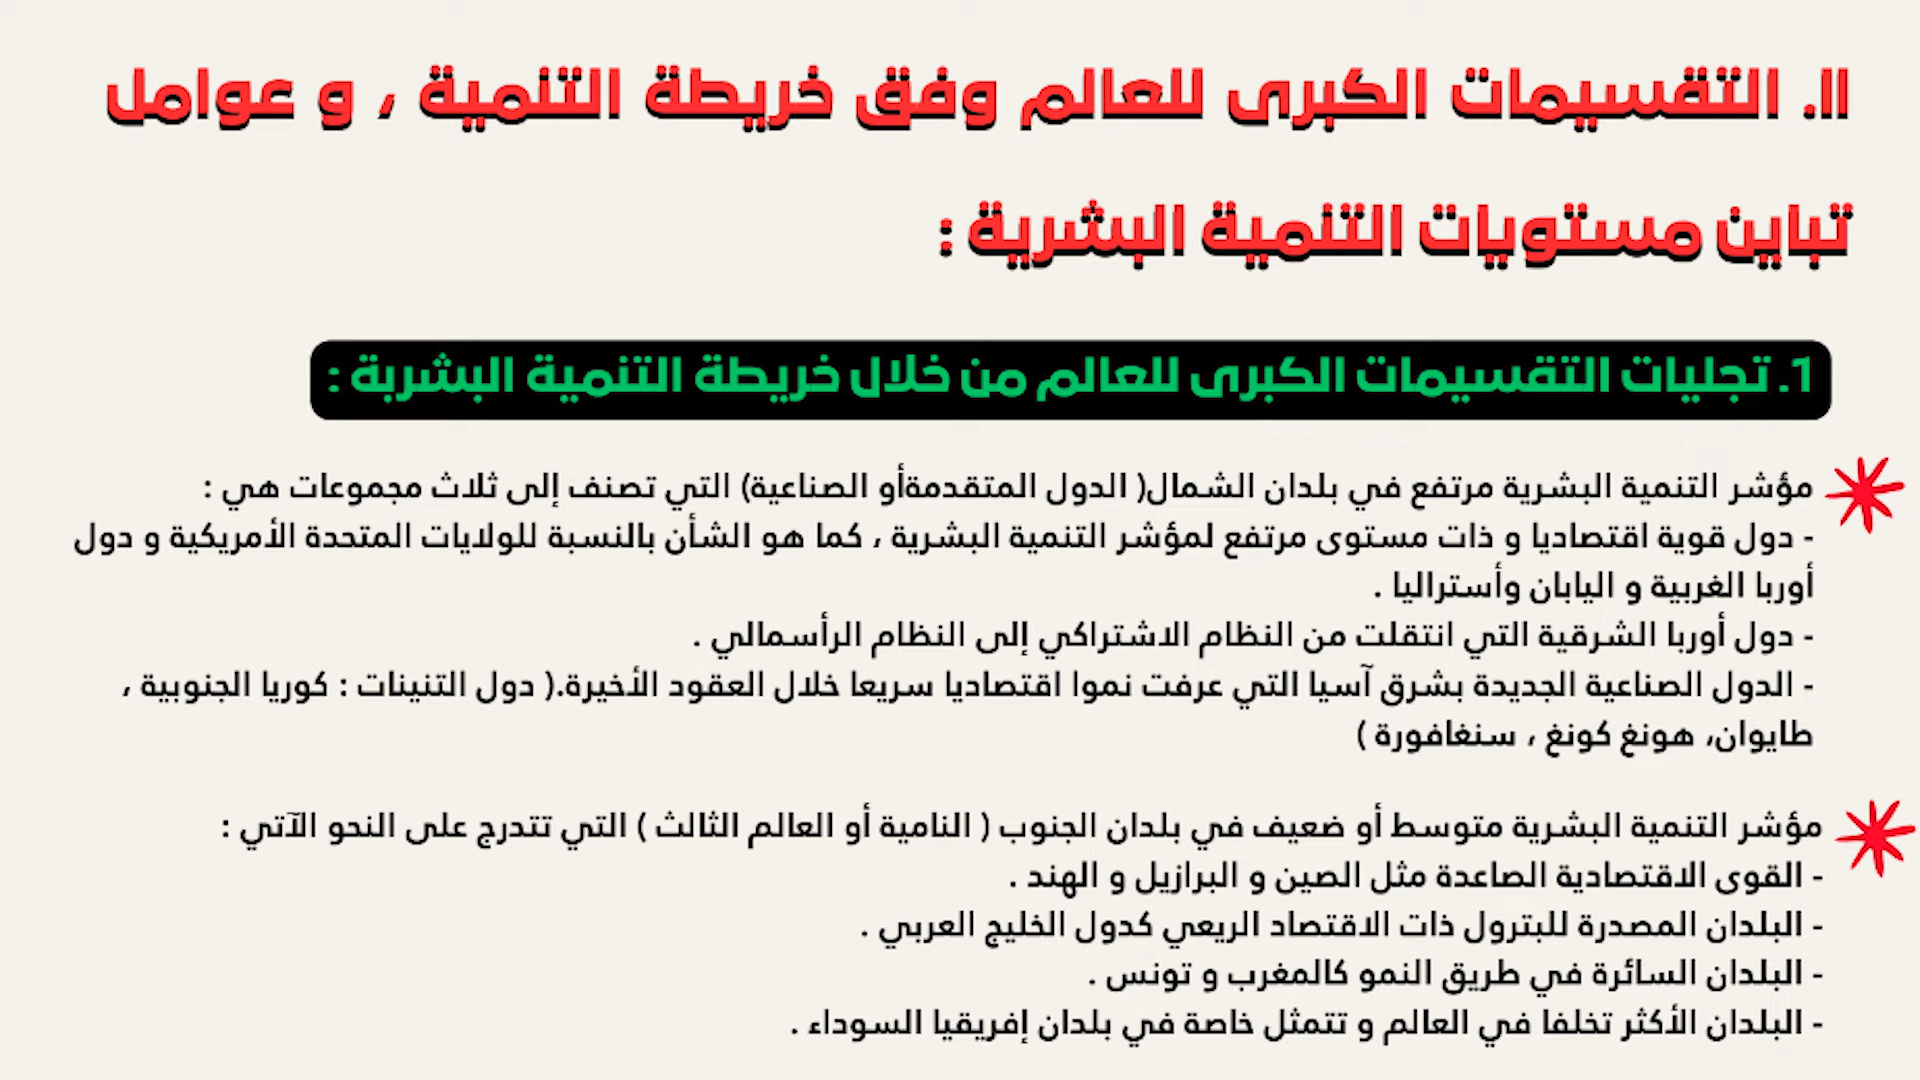 II. التقسيمات الكبرى للعالم وفق خريطة التنمية ، و عوامل
تباين مستويات التنمية البشرية :
1. تجليات التقسيمات الكبرى للعالم من خلال خريطة التنمية البشرية :
مؤشر التنمية البشرية مرتفع في بلدان الشمال( الدول المتقدمةأو الصناعية) التي تصنف إلى ثلاث مجموعات هي :
- دول قوية اقتصاديا و ذات مستوى مرتفع لمؤشر التنمية البشرية ، كما هو الشأن بالنسبة للولايات المتحدة الأمريكية و دول
أوربا الغربية و اليابان وأستراليا .
- دول أوربا الشرقية التي انتقلت من النظام الاشتراكي إلى النظام الرأسمالي .
- الدول الصناعية الجديدة بشرق آسيا التي عرفت نموا اقتصاديا سريعا خلال العقود الأخيرة.( دول التنينات : كوريا الجنوبية ،
طايوان، هونغ كونغ ، سنغافورة )
مؤشر التنمية البشرية متوسط أو ضعيف في بلدان الجنوب ( النامية أو العالم الثالث ) التي تتدرج على النحو الآتي :
- القوى الاقتصادية الصاعدة مثل الصين و البرازيل و الهند .
- البلدان المصدرة للبترول ذات الاقتصاد الريعي كدول الخليج العربي .
- البلدان السائرة في طريق النمو كالمغرب و تونس .
- البلدان الأكثر تخلفا في العالم و تتمثل خاصة في بلدان إفريقيا السوداء .